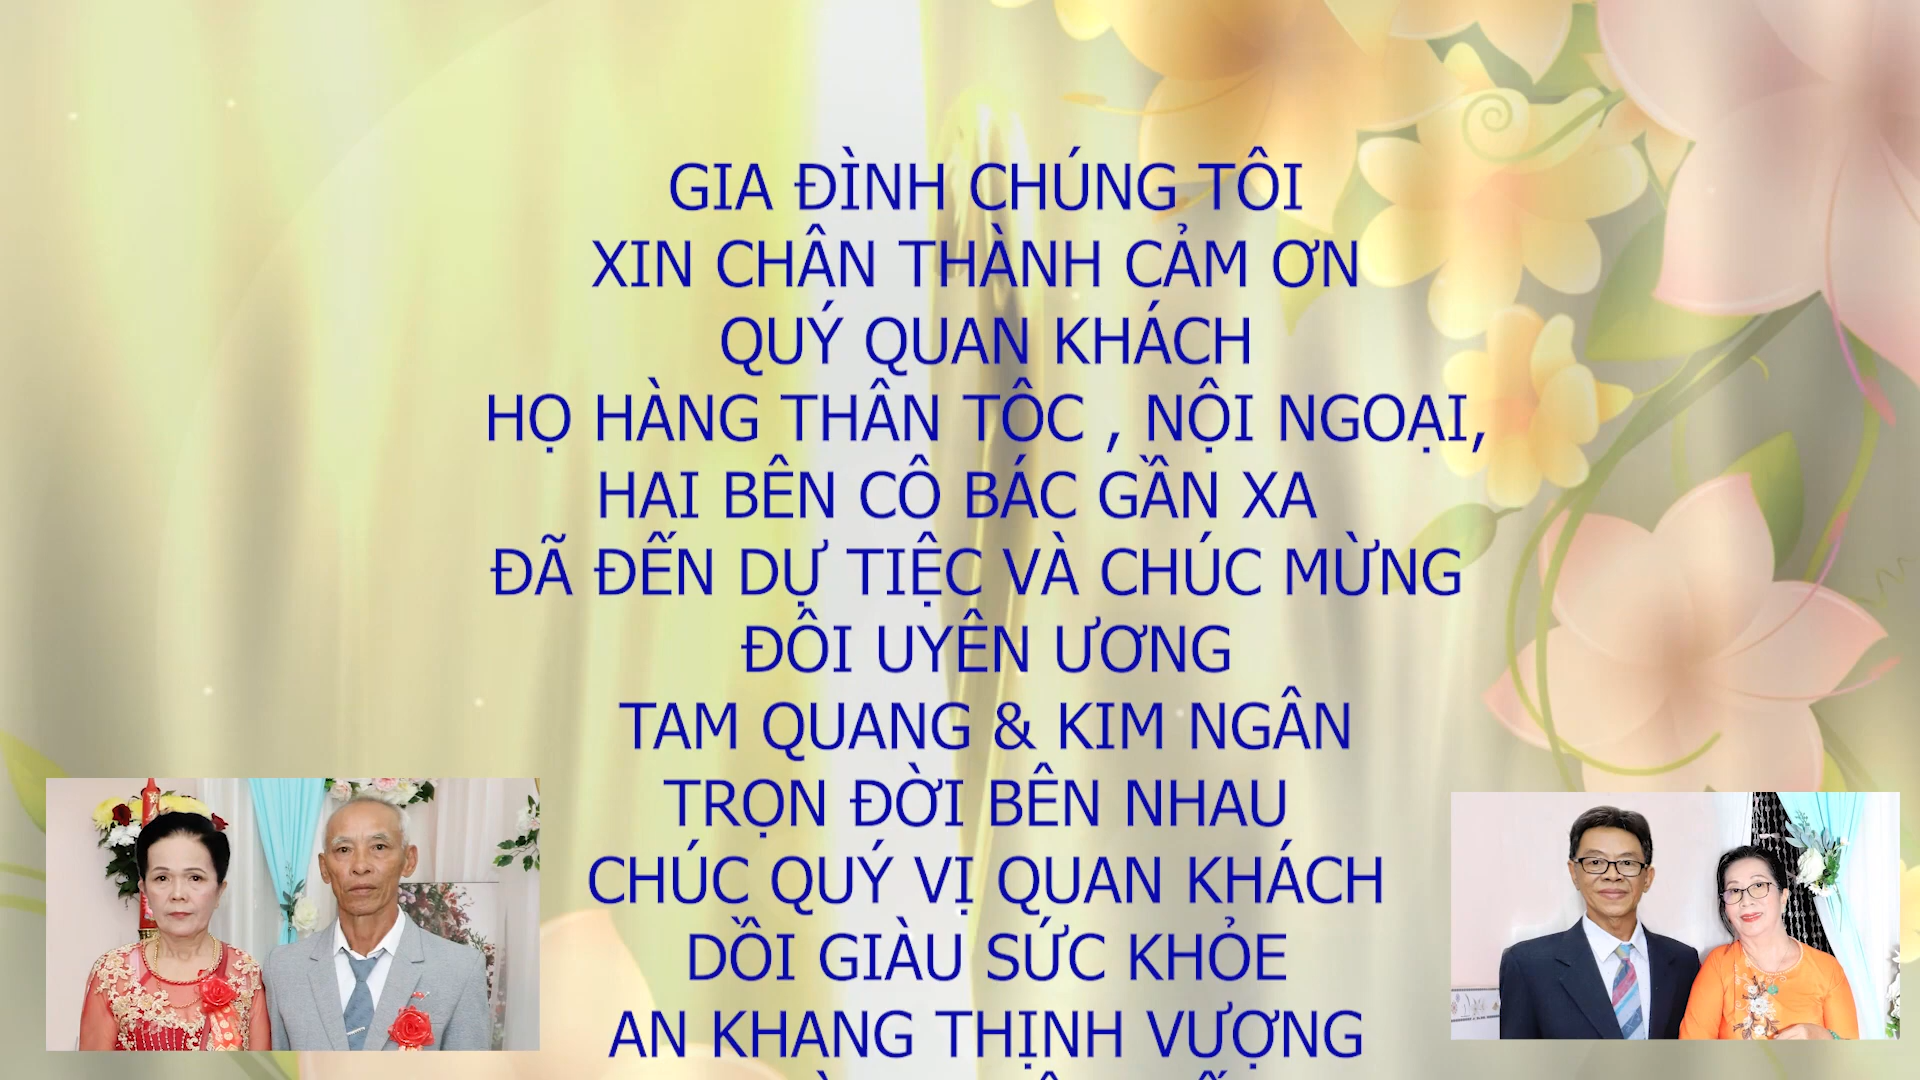 GIA ĐÌNH CHÚNG TÔI
XIN CHÂN THÀNH CẢM ƠN
QUÝ QUAN KHÁCH
HỌ HÀNG THÂN TÔC , NỘI NGOẠI,
HAI BÊN CÔ BÁC GẦN XA
ĐÃ ĐẾN DỰ TIỆC VÀ CHÚC MỪNG
ĐÔI UYÊN ƯƠNG
TAM QUANG & KIM NGÂN
TRỌN ĐỜI BÊN NHAU
CHÚC QUÝ VỊ QUAN KHÁCH
DỒI GIÀU SỨC KHỎE
AN KHANG THỊNH VƯỢNG